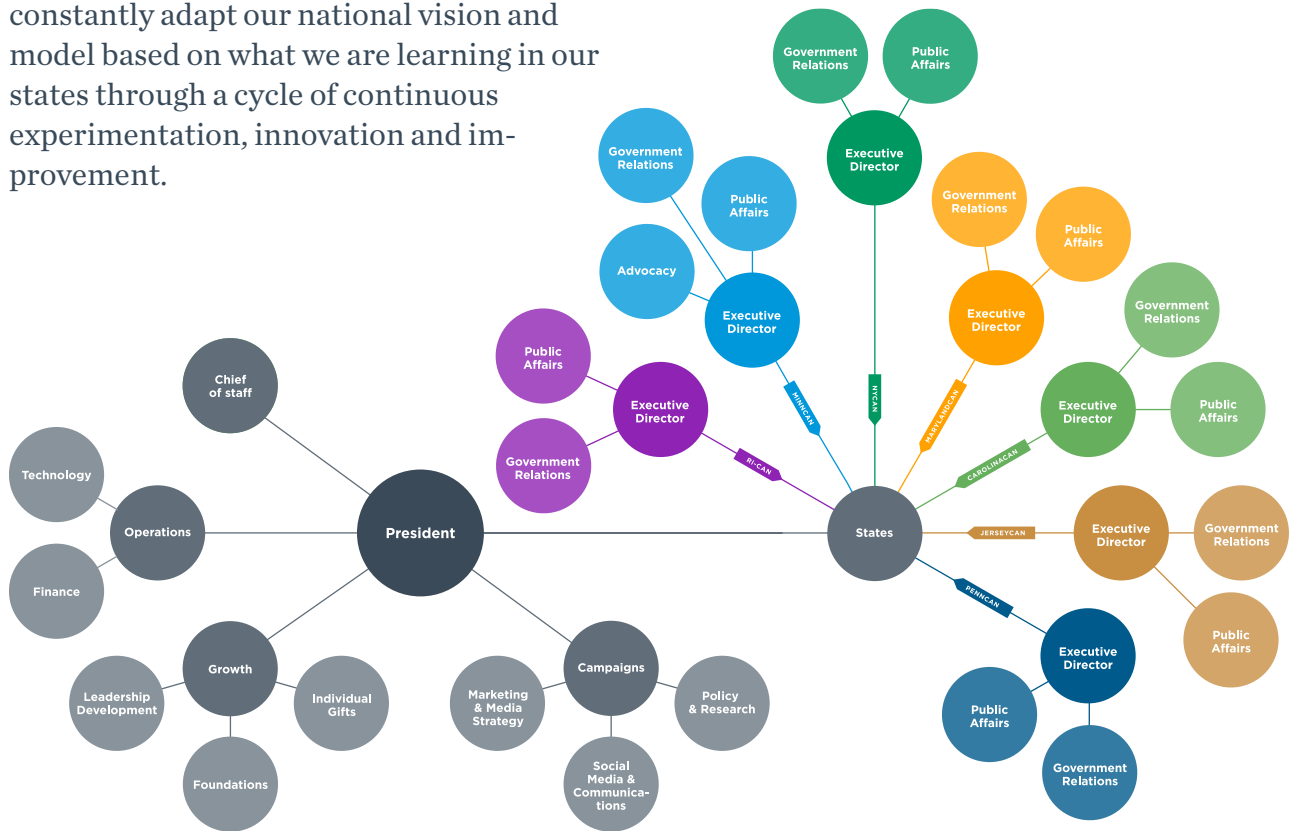 constantly adapt our national vision and
model based on what we are learning in our
states through a cycle of continuous
experimentation, innovation and im-
provement.
Government
Relations
Public
Affairs
Executive
Director
NYCAN
Government
Relations
Public
Affairs
Advocacy
Executive
Director
MINNCAN
Government
Relations
Public
Affairs
Executive
Director
MARYLANDCAN
Government
Relations
Public
Affairs
Executive
Director
CAROLINACAN
Public
Affairs
Government
Relations
Executive
Director
RI-CAN
States
JERSEYCAN
Executive
Director
Government
Relations
Public
Affairs
PENNCAN
Executive
Director
Public
Affairs
Government
Relations
President
Chief
of staff
Technology
Operations
Finance
Growth
Leadership
Development
Individual
Gifts
Foundations
Campaigns
Marketing
& Media
Strategy
Policy
& Research
Social
Media &
Communica-
tions